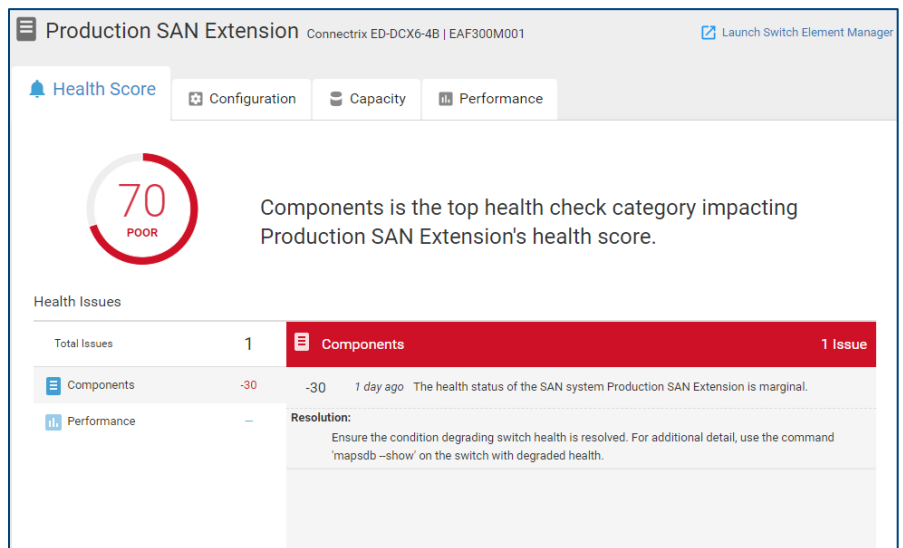 Production SAN Extension Connectrix ED-DCX6-4B | EAF300M001
Launch Switch Element Manager
Health Score
Configuration
Capacity
Performance
70
POOR
Components is the top health check category impacting
Production SAN Extension's health score.
Health Issues
Total Issues 1
Components -30
Performance –
Components 1 Issue
-30 1 day ago The health status of the SAN system Production SAN Extension is marginal.
Resolution:
Ensure the condition degrading switch health is resolved. For additional detail, use the command
'mapsdb --show' on the switch with degraded health.